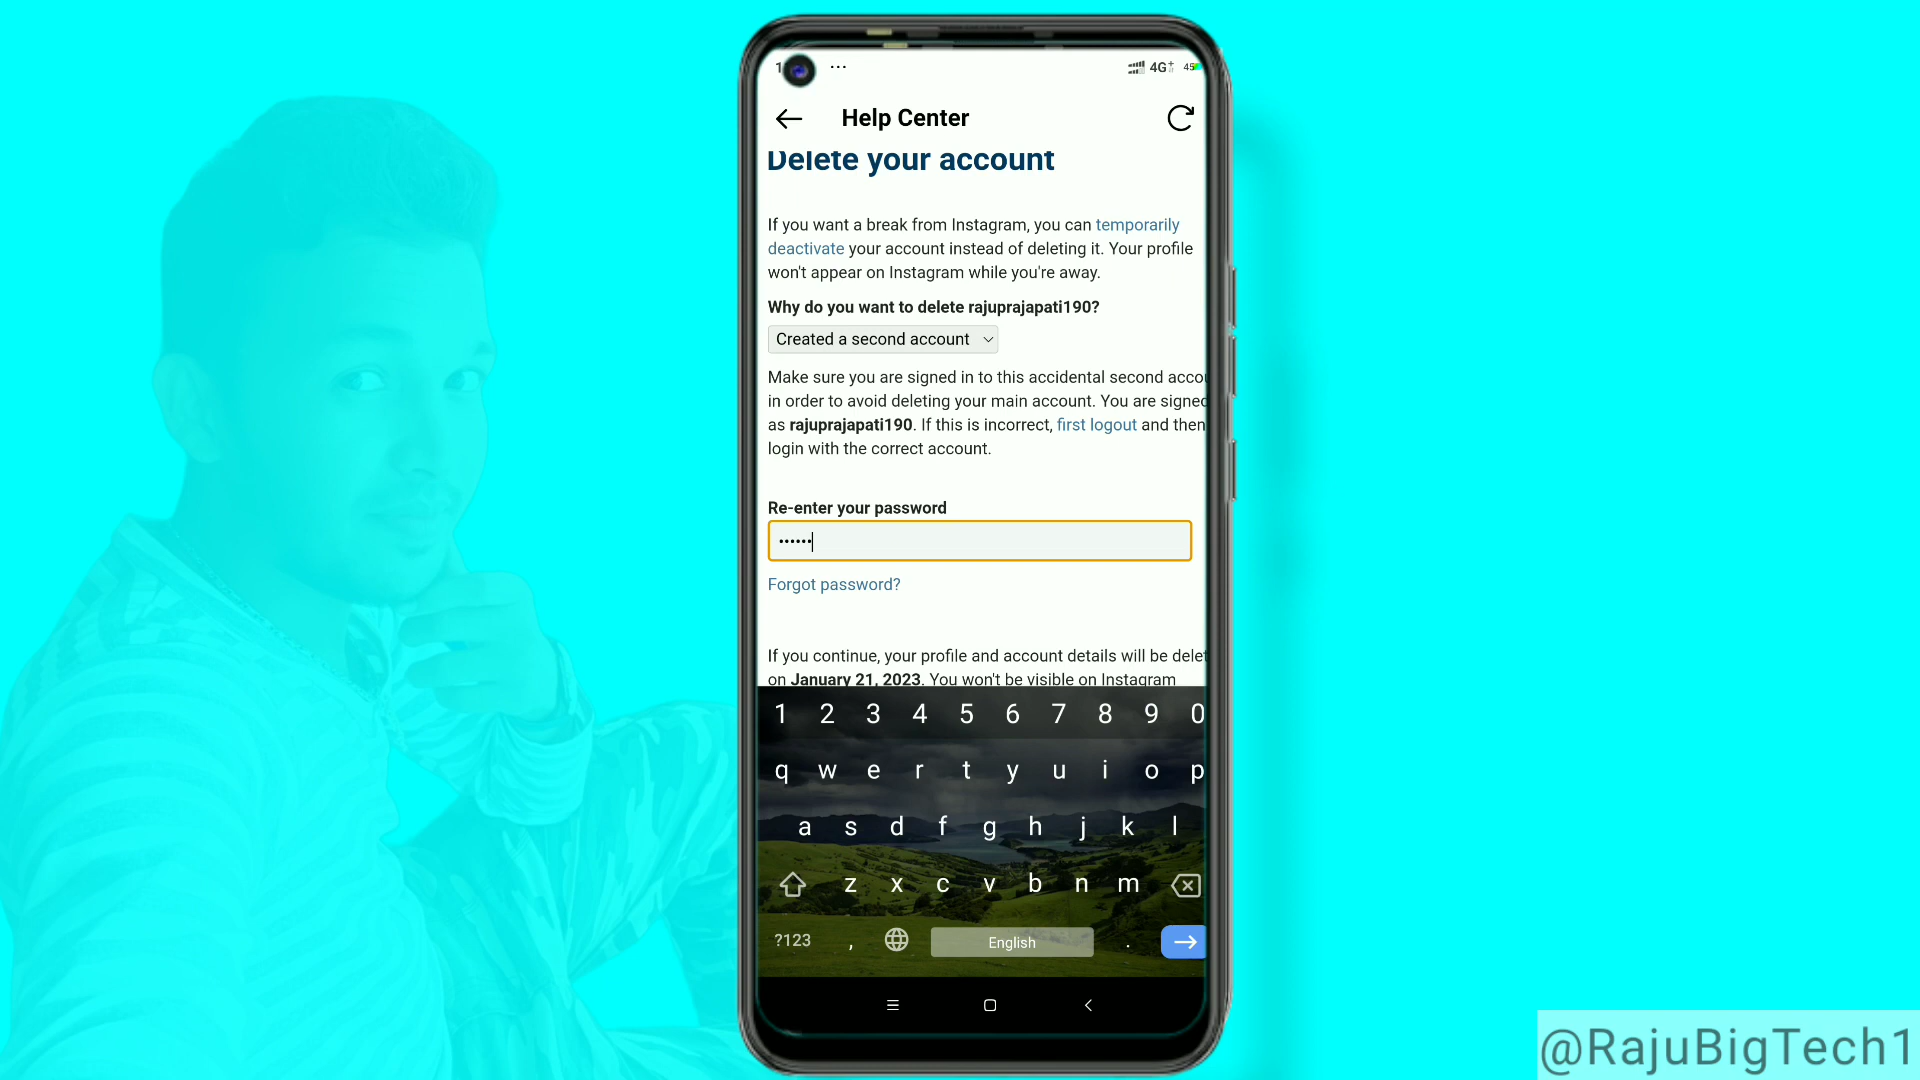 1
...
4G+
45
Help Center
Delete your account
If you want a break from Instagram, you can temporarily
deactivate your account instead of deleting it. Your profile
won't appear on Instagram while you're away.
Why do you want to delete rajuprajapati190?
Created a second account
Make sure you are signed in to this accidental second accou
in order to avoid deleting your main account. You are signed
as rajuprajapati190. If this is incorrect, first logout and then
login with the correct account.
Re-enter your password
••••••
Forgot password?
If you continue, your profile and account details will be delet
on January 21, 2023. You won't be visible on Instagram
1 2 3 4 5 6 7 8 9 0
q w e r t y u i o p
a s d f g h j k l
z x c v b n m
?123 , English .
@RajuBigTech1